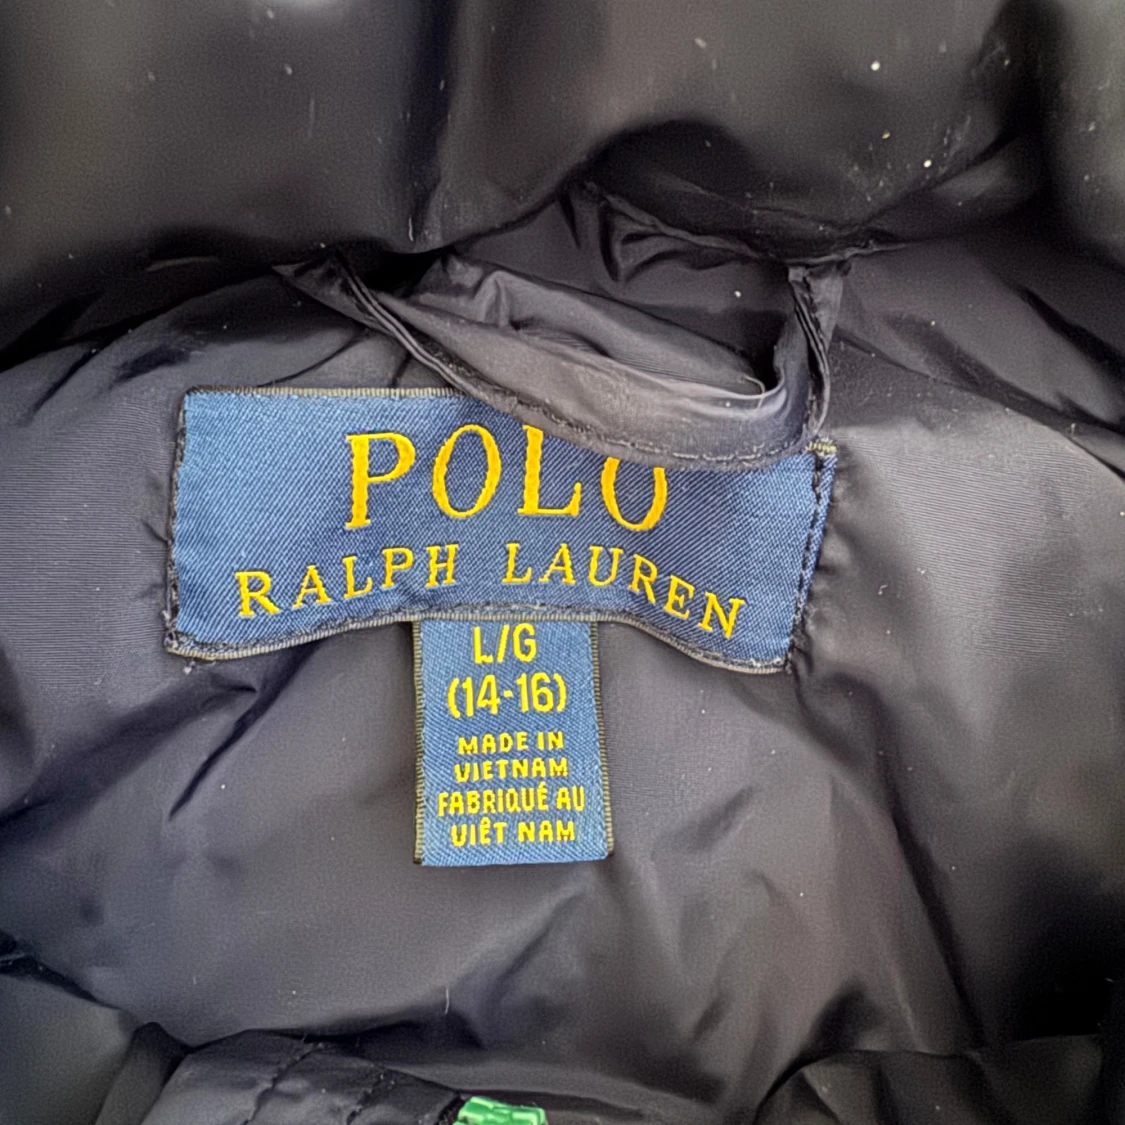 POLO
RALPH LAUREN
L/G
(14-16)
MADE IN
VIETNAM
FABRIQUÉ AU
VIÊT NAM